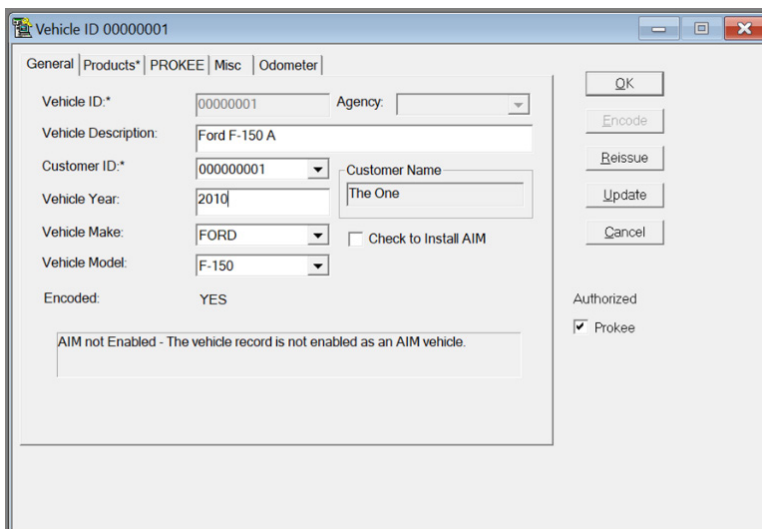 Vehicle ID 00000001
General Products* PROKEE Misc Odometer
Vehicle ID:* 00000001 Agency:
Vehicle Description: Ford F-150 A
Customer ID:* 000000001 Customer Name
Vehicle Year: 2010 The One
Vehicle Make: FORD Check to Install AIM
Vehicle Model: F-150
Encoded: YES
AIM not Enabled - The vehicle record is not enabled as an AIM vehicle.
OK
Encode
Reissue
Update
Cancel
Authorized
Prokee